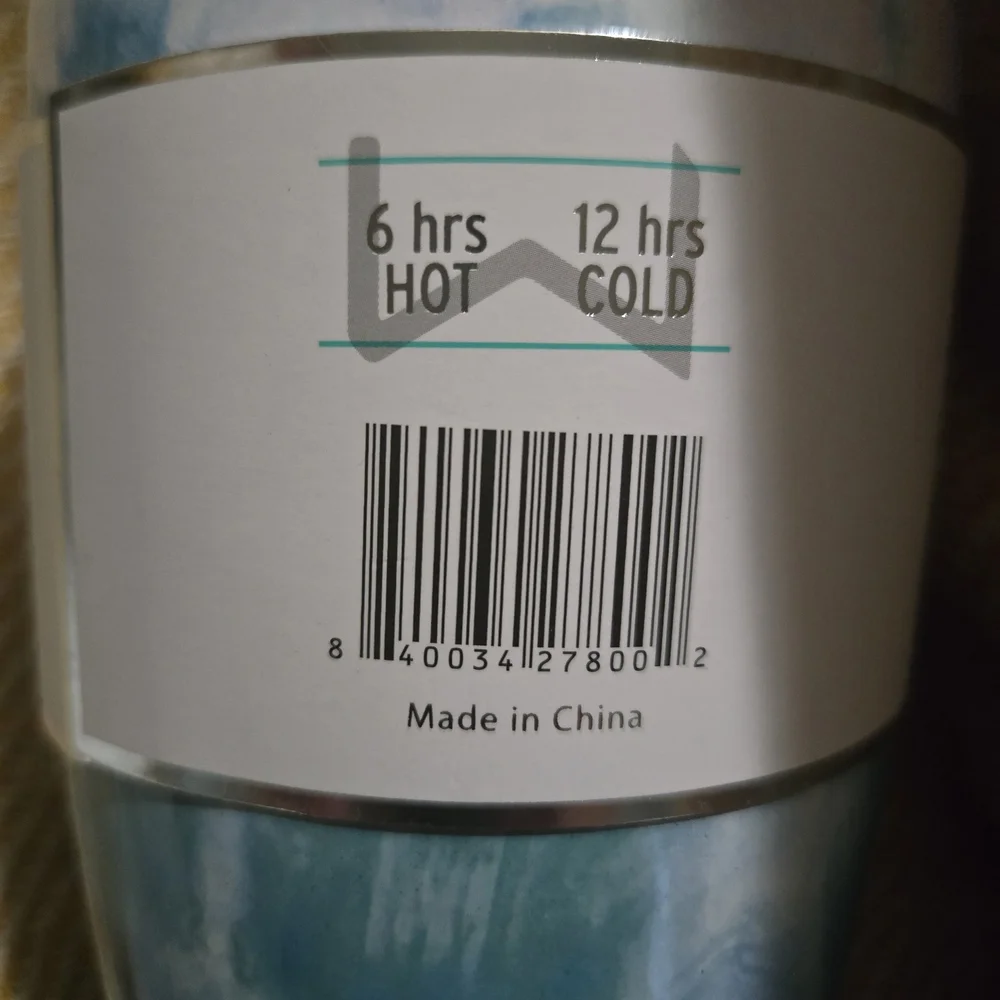 6 hrs 12 hrs
HOT COLD
8 40034 27800 2
Made in China